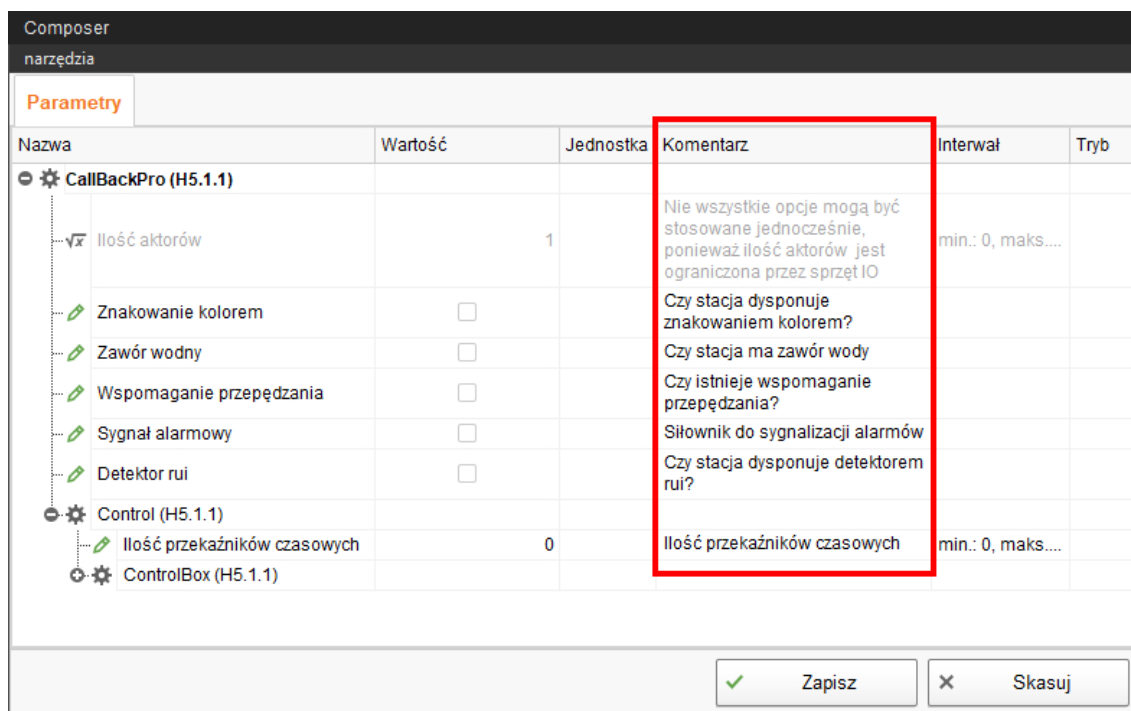 Composer
narzędzia
Parametry
Nazwa Wartość Jednostka Komentarz Interwał Tryb
CallBackPro (H5.1.1)
Ilość aktorów 1 Nie wszystkie opcje mogą być
stosowane jednocześnie,
ponieważ ilość aktorów jest
ograniczona przez sprzęt IO
min.: 0, maks....
Znakowanie kolorem Czy stacja dysponuje
znakowaniem kolorem?
Zawór wodny Czy stacja ma zawór wody
Wspomaganie przepędzania Czy istnieje wspomaganie
przepędzania?
Sygnał alarmowy Siłownik do sygnalizacji alarmów
Detektor rui Czy stacja dysponuje detektorem
rui?
Control (H5.1.1)
Ilość przekaźników czasowych 0 Ilość przekaźników czasowych min.: 0, maks....
ControlBox (H5.1.1)
Zapisz Skasuj